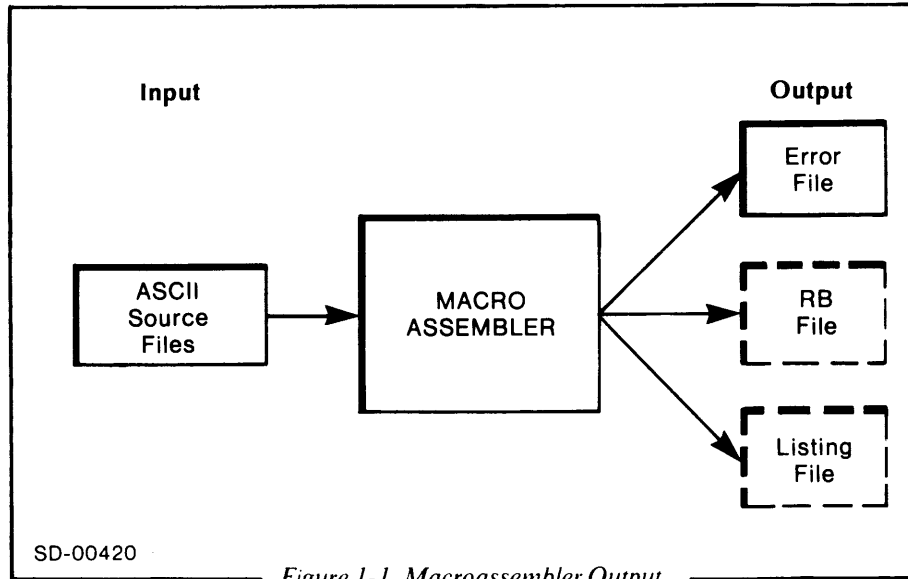 Input
Output
Error
File
ASCII
Source
Files
MACRO
ASSEMBLER
RB
File
Listing
File
SD-00420
Figure 1-1. Macroassembler Output